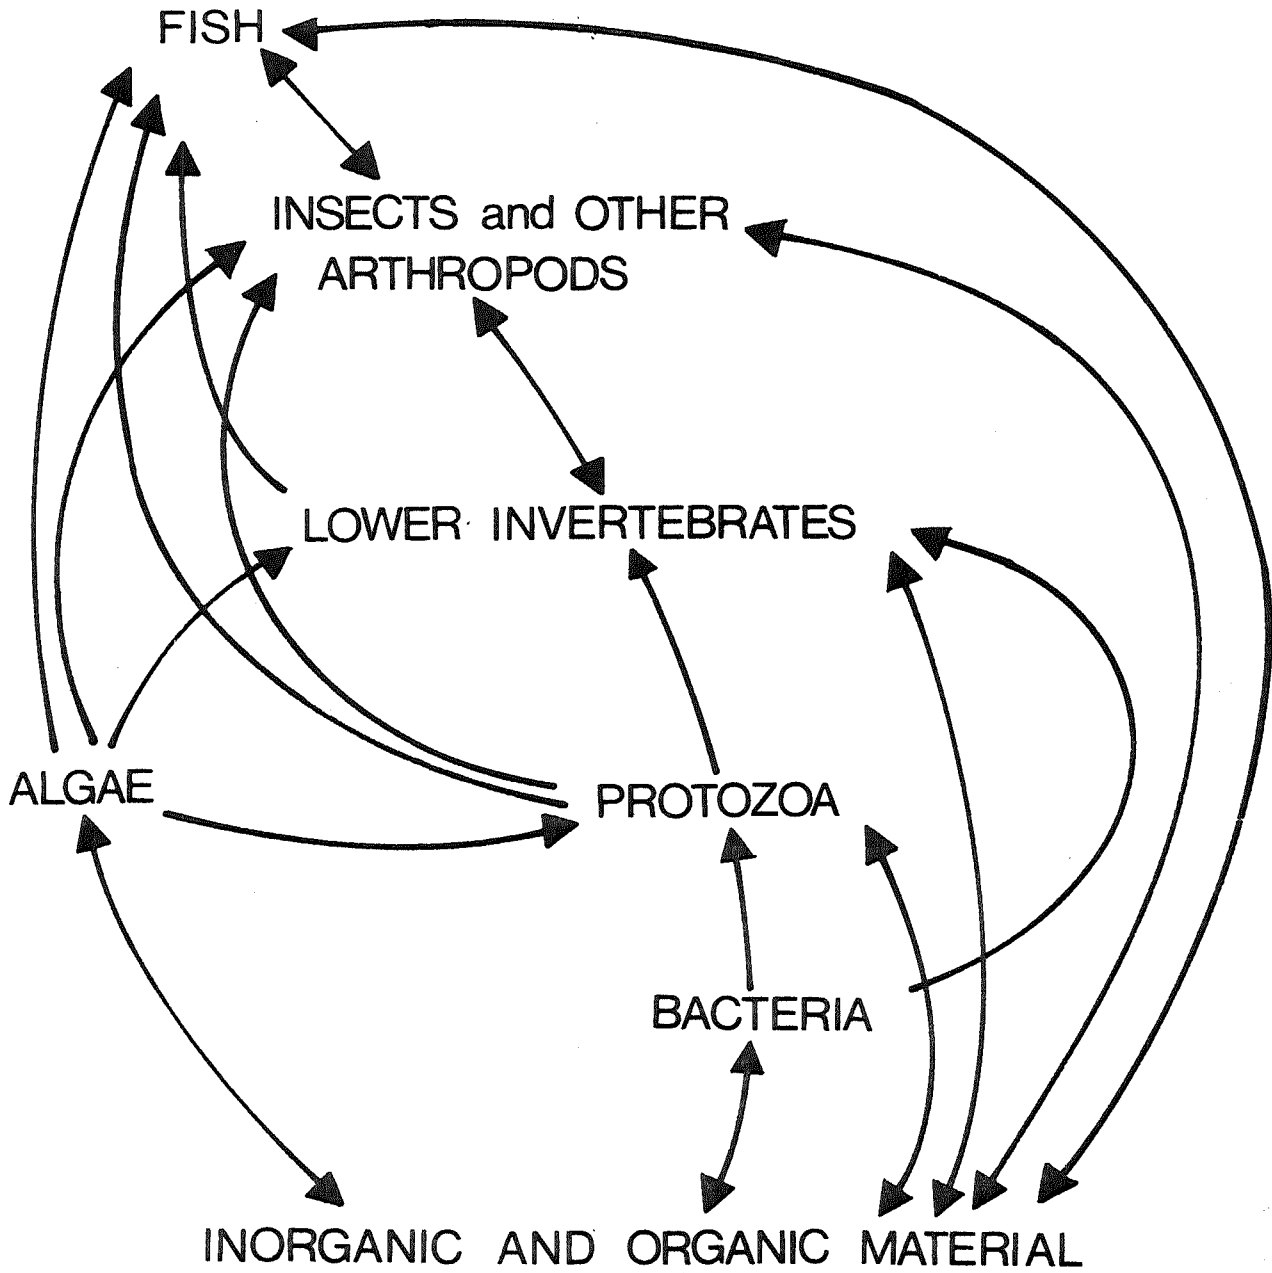 FISH
INSECTS and OTHER
ARTHROPODS
LOWER INVERTEBRATES
ALGAE
PROTOZOA
BACTERIA
INORGANIC AND ORGANIC MATERIAL